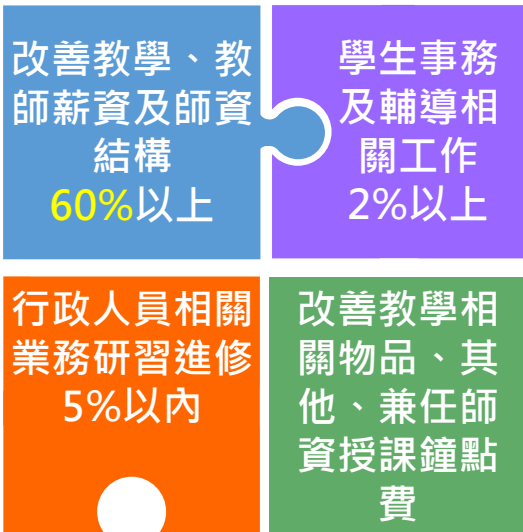 改善教學、教
師薪資及師資
結構
60%以上
學生事務
及輔導相
關工作
2%以上
行政人員相關
業務研習進修
5%以內
改善教學相
關物品、其
他、兼任師
資授課鐘點
費